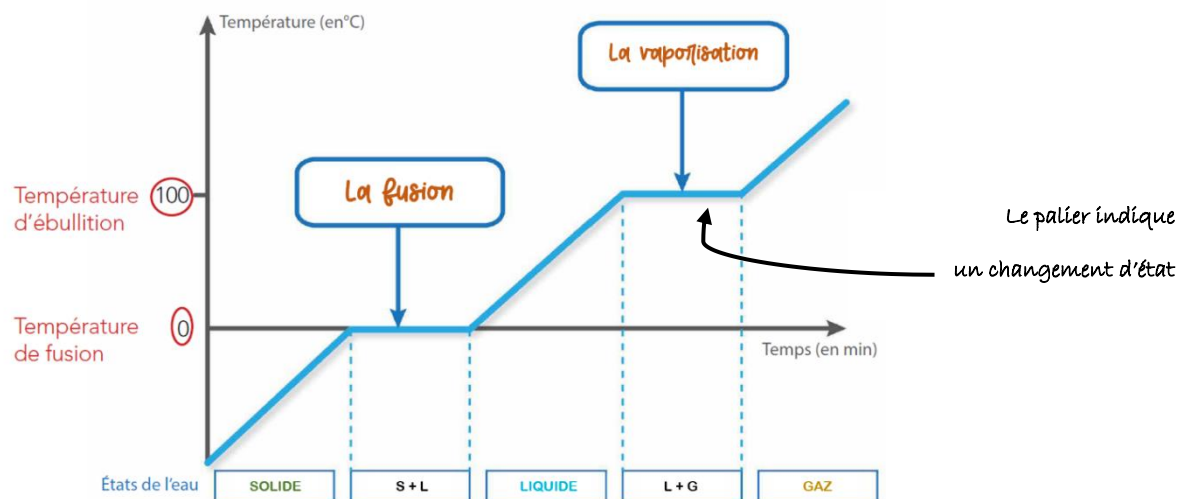 Température (en°C)
La vaporisation
La fusion
Température
d'ébullition
100
Le palier indique
un changement d'état
Température
de fusion
0
Temps (en min)
États de l'eau
SOLIDE
S + L
LIQUIDE
L + G
GAZ